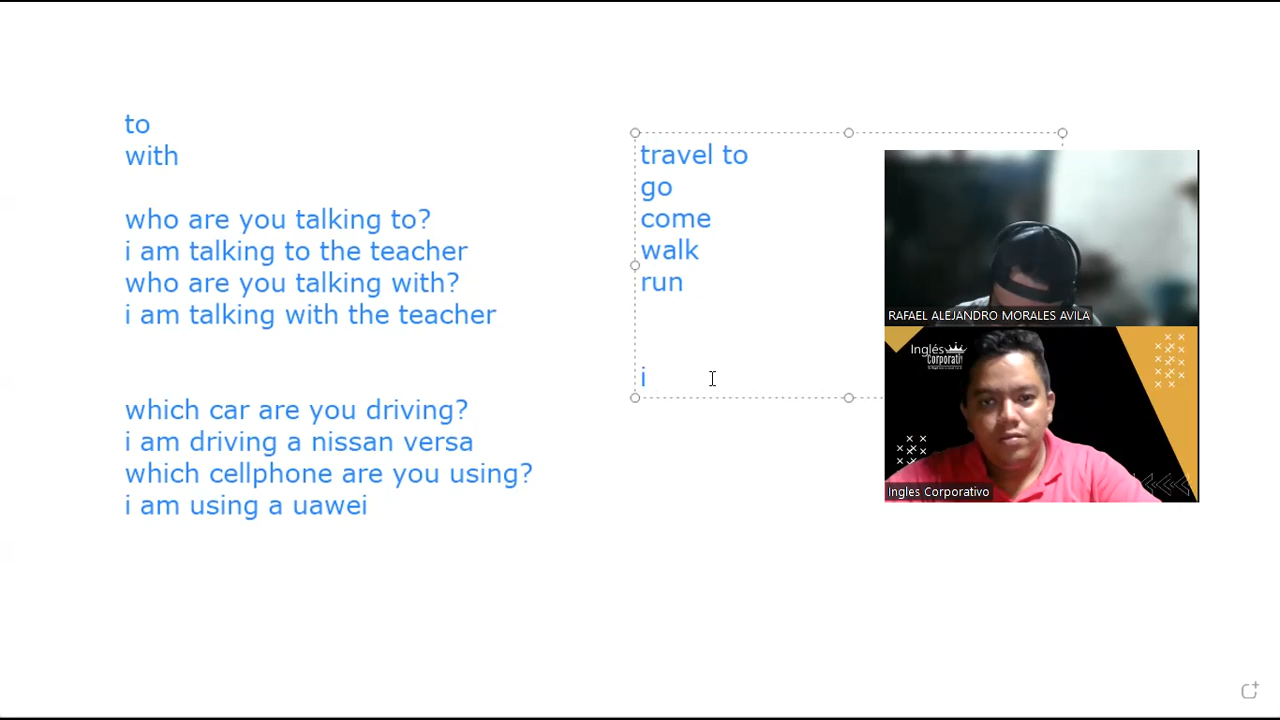 to
with
who are you talking to?
i am talking to the teacher
who are you talking with?
i am talking with the teacher
which car are you driving?
i am driving a nissan versa
which cellphone are you using?
i am using a uawei
travel to
go
come
walk
run
i
RAFAEL ALEJANDRO MORALES AVILA
Inglés
Corporativ
Ingles Corporativo